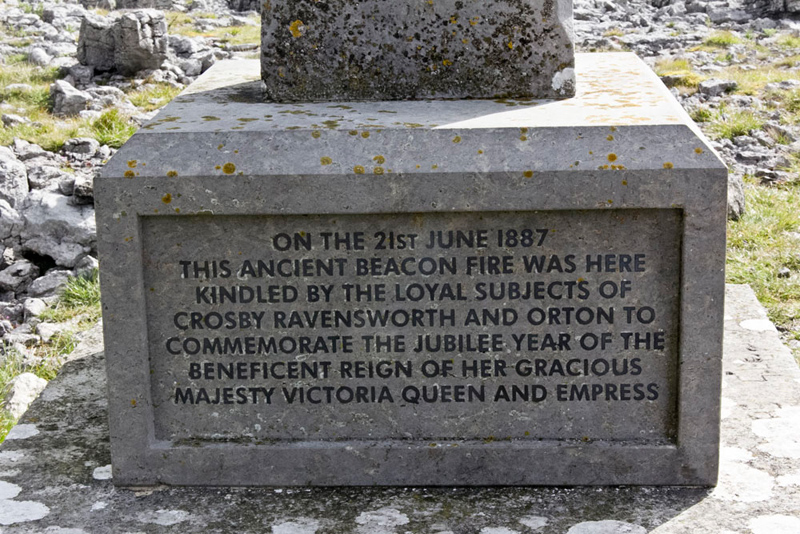 ON THE 21ST JUNE 1887
THIS ANCIENT BEACON FIRE WAS HERE
KINDLED BY THE LOYAL SUBJECTS OF
CROSBY RAVENSWORTH AND ORTON TO
COMMEMORATE THE JUBILEE YEAR OF THE
BENEFICENT REIGN OF HER GRACIOUS
MAJESTY VICTORIA QUEEN AND EMPRESS